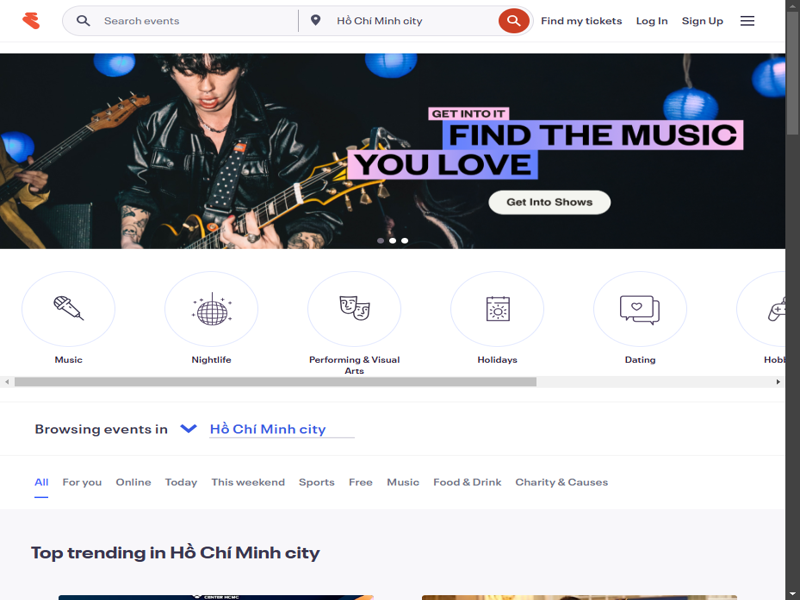 Search events
Hồ Chí Minh city
Find my tickets
Log In
Sign Up
GET INTO IT
FIND THE MUSIC
YOU LOVE
Get Into Shows
Music
Nightlife
Performing & Visual
Arts
Holidays
Dating
Browsing events in
Hồ Chí Minh city
All
For you
Online
Today
This weekend
Sports
Free
Music
Food & Drink
Charity & Causes
Top trending in Hồ Chí Minh city
CENTER HCMC